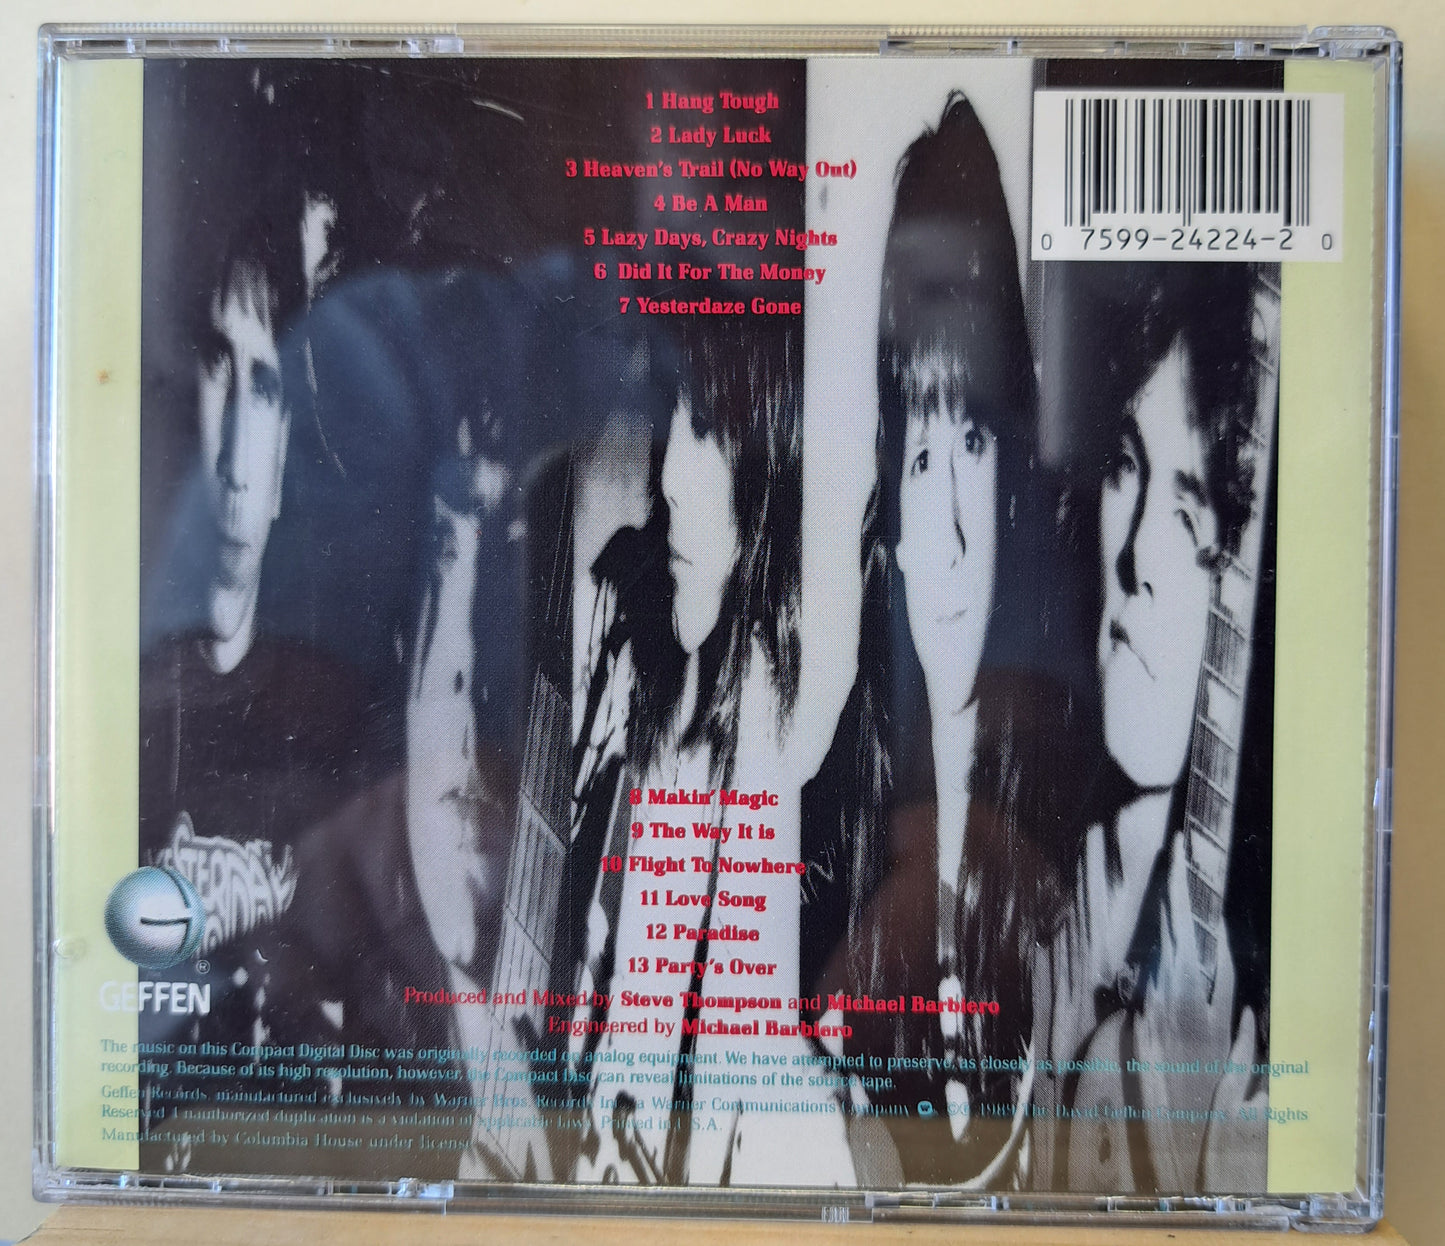 1 Hang Tough
2 Lady Luck
3 Heaven's Trail (No Way Out)
4 Be A Man
5 Lazy Days, Crazy Nights
6 Did It For The Money
7 Yesterdaze Gone
0 7599-24224-2 0
8 Makin' Magic
9 The Way It is
10 Flight To Nowhere
11 Love Song
12 Paradise
13 Party's Over
®
GEFFEN
Produced and Mixed by Steve Thompson and Michael Barbiero
Engineered by Michael Barbiero
The music on this Compact Digital Disc was originally recorded on analog equipment. We have attempted to preserve, as closely as possible, the sound of the original
recording. Because of its high resolution, however, the Compact Disc can reveal limitations of the source tape.
Geffen Records, manufactured exclusively by Warner Bros. Records Inc., a Warner Communications Company ℗© 1989 The David Geffen Company. All Rights
Reserved. Unauthorized duplication is a violation of applicable laws. Printed in U.S.A.
Manufactured by Columbia House under license